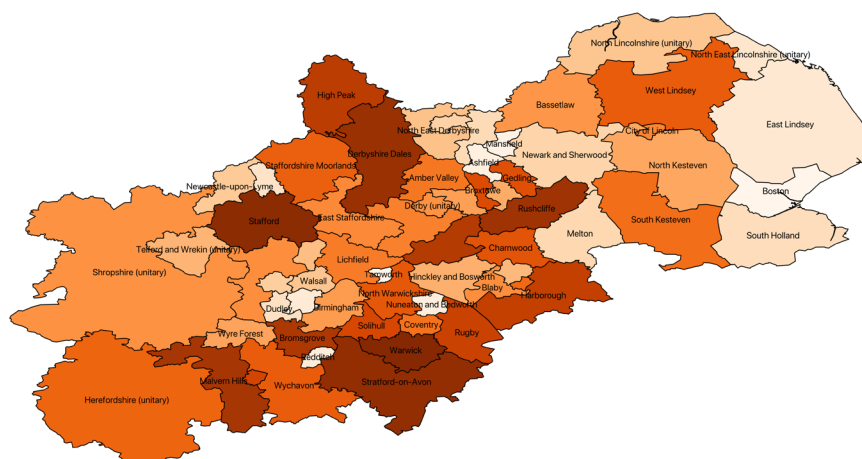 North Lincolnshire (unitary)
North East Lincolnshire (unitary)
High Peak
West Lindsey
Bassetlaw
East Lindsey
North East Derbyshire
City of Lincoln
Mansfield
Derbyshire Dales
Newark and Sherwood
Ashfield
Staffordshire Moorlands
North Kesteven
Amber Valley
Gedling
Newcastle-upon-Lyme
Broxtowe
Boston
Derby (unitary)
Rushcliffe
East Staffordshire
Stafford
South Kesteven
Melton
South Holland
Telford and Wrekin (unitary)
Charnwood
Lichfield
Shropshire (unitary)
Tamworth
Hinckley and Bosworth
Walsall
Blaby
North Warwickshire
Harborough
Nuneaton and Bedworth
Dudley
Birmingham
Solihull
Coventry
Wyre Forest
Rugby
Bromsgrove
Warwick
Redditch
Malvern Hills
Stratford-on-Avon
Wychavon
Herefordshire (unitary)